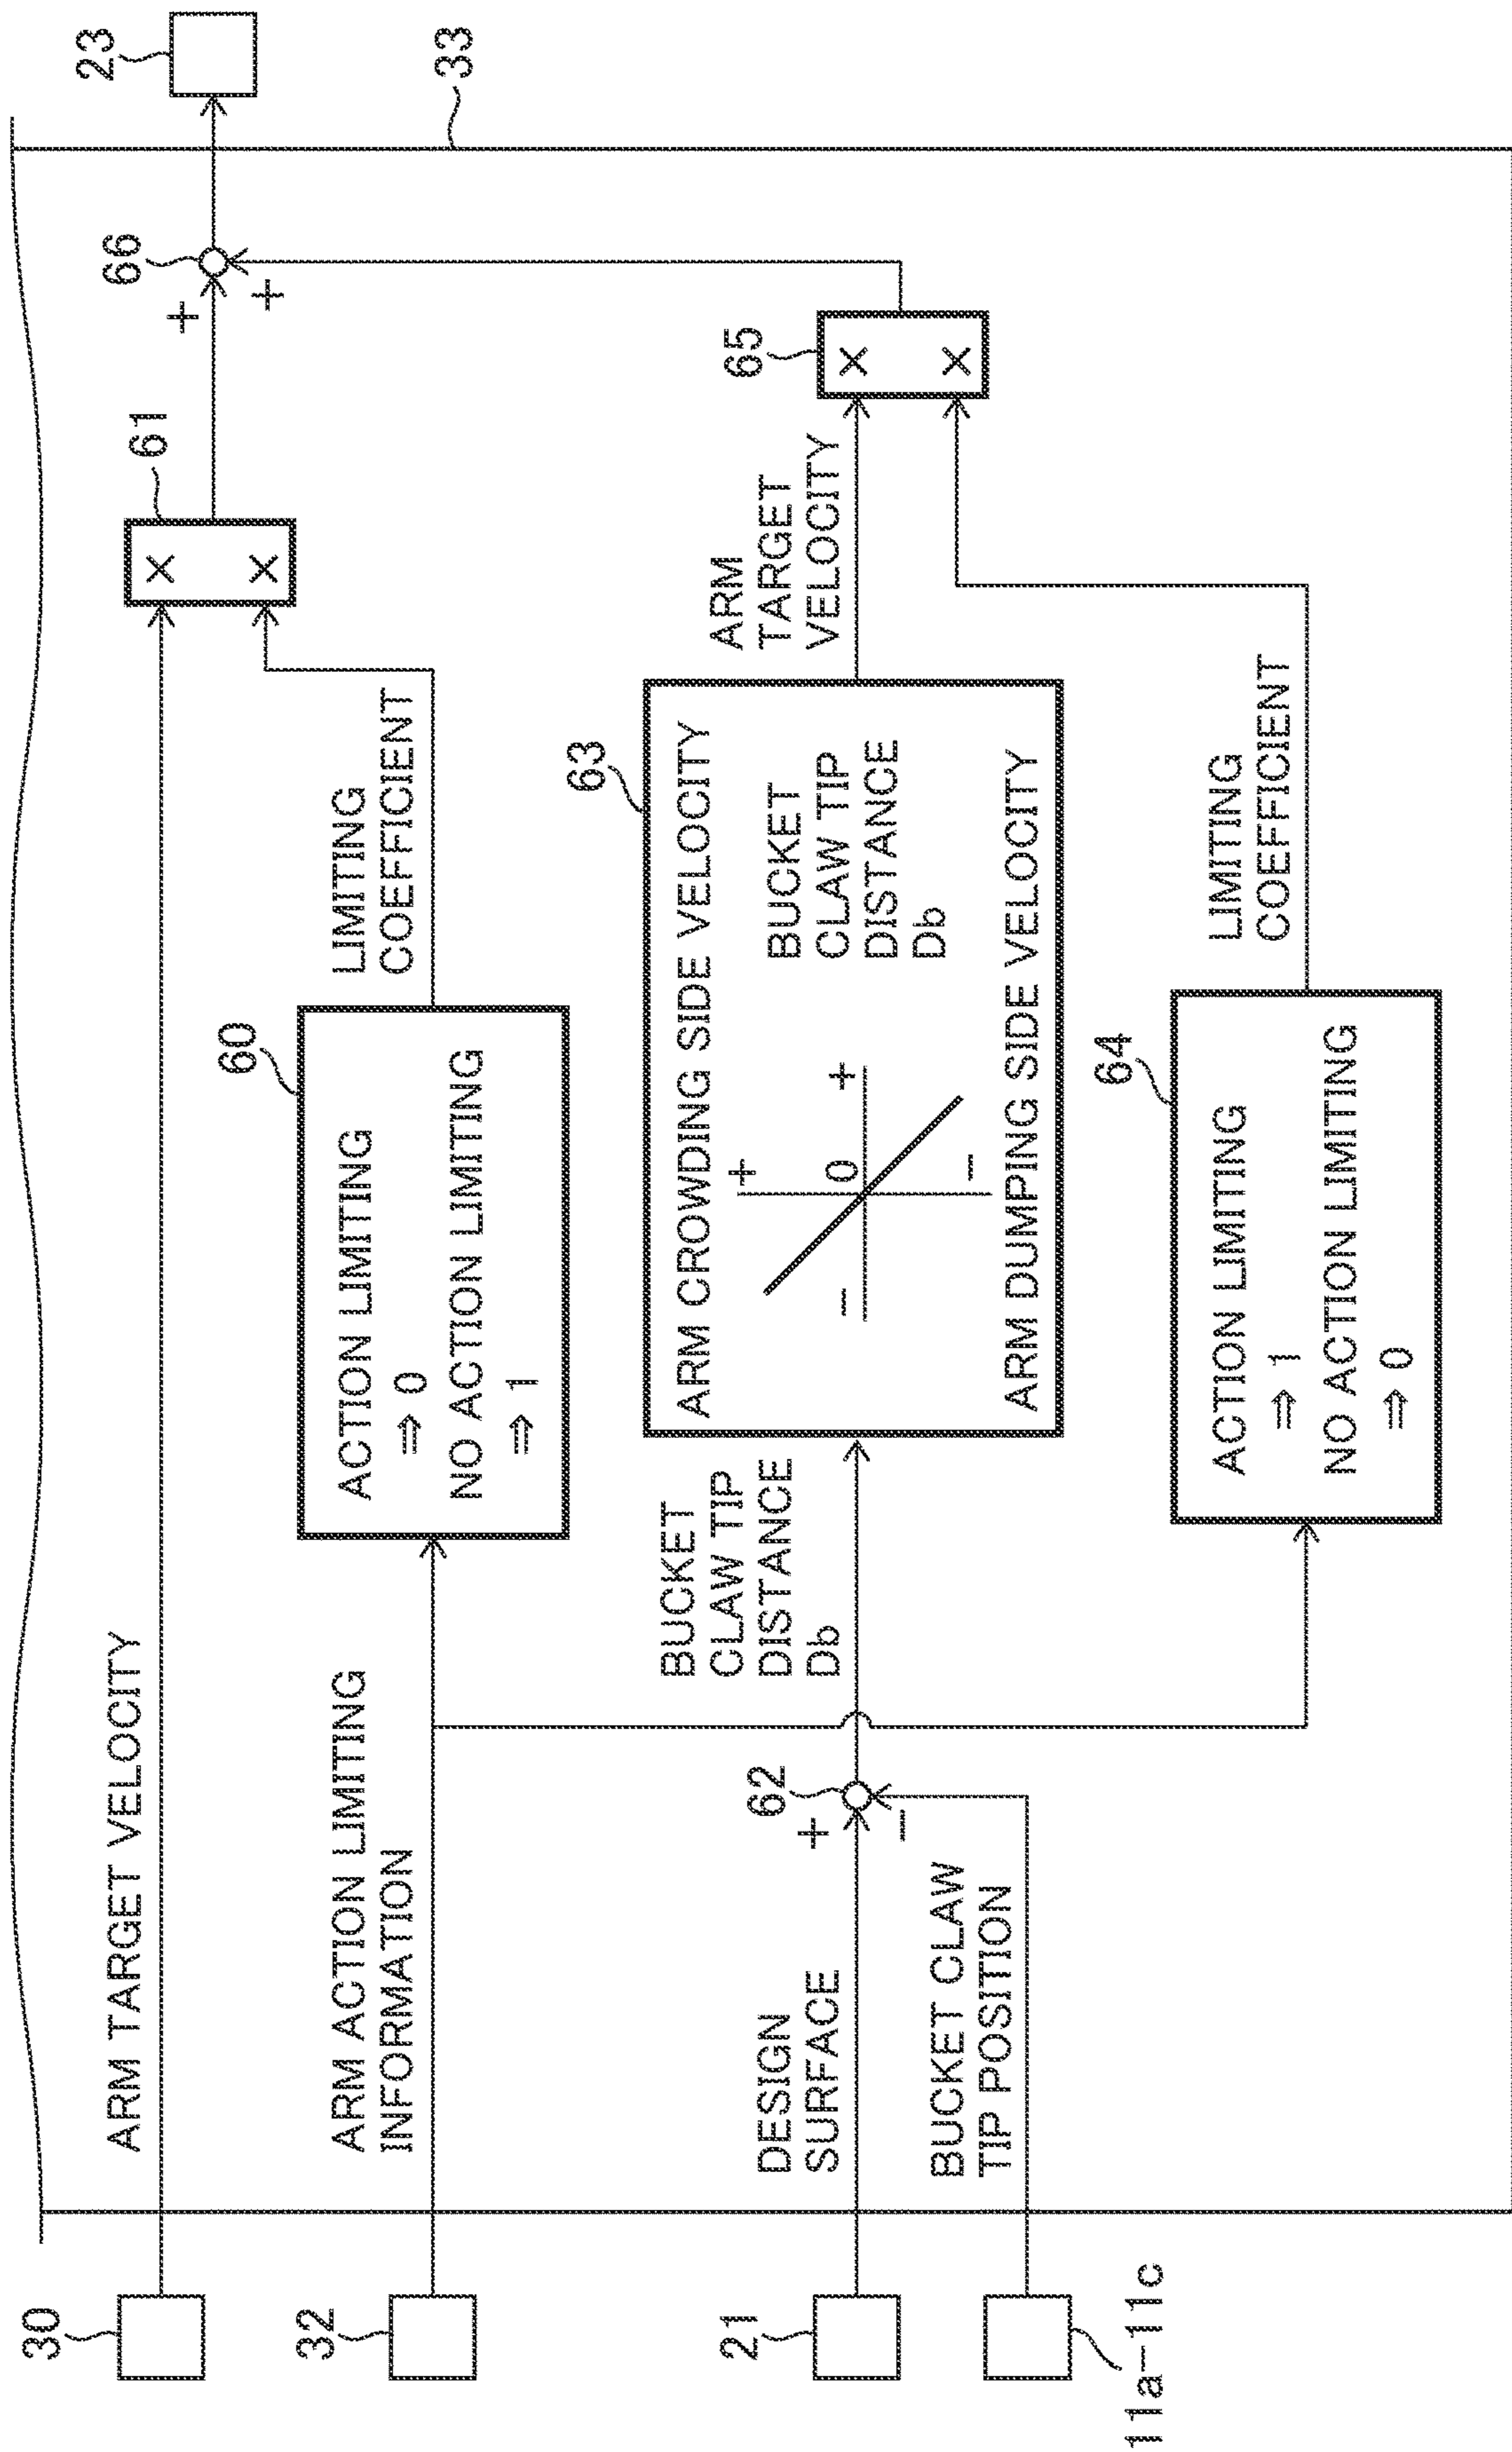 30
ARM TARGET VELOCITY
61
×
×
66
+
+
23
33
32
ARM ACTION LIMITING
INFORMATION
60
ACTION LIMITING
⇒ 0
NO ACTION LIMITING
⇒ 1
LIMITING
COEFFICIENT
21
DESIGN
SURFACE
62
+
−
BUCKET CLAW
TIP POSITION
11a−11c
BUCKET
CLAW TIP
DISTANCE
Db
63
ARM CROWDING SIDE VELOCITY
+
− 0 +
−
BUCKET
CLAW TIP
DISTANCE
Db
ARM DUMPING SIDE VELOCITY
ARM
TARGET
VELOCITY
65
×
×
64
ACTION LIMITING
⇒ 1
NO ACTION LIMITING
⇒ 0
LIMITING
COEFFICIENT